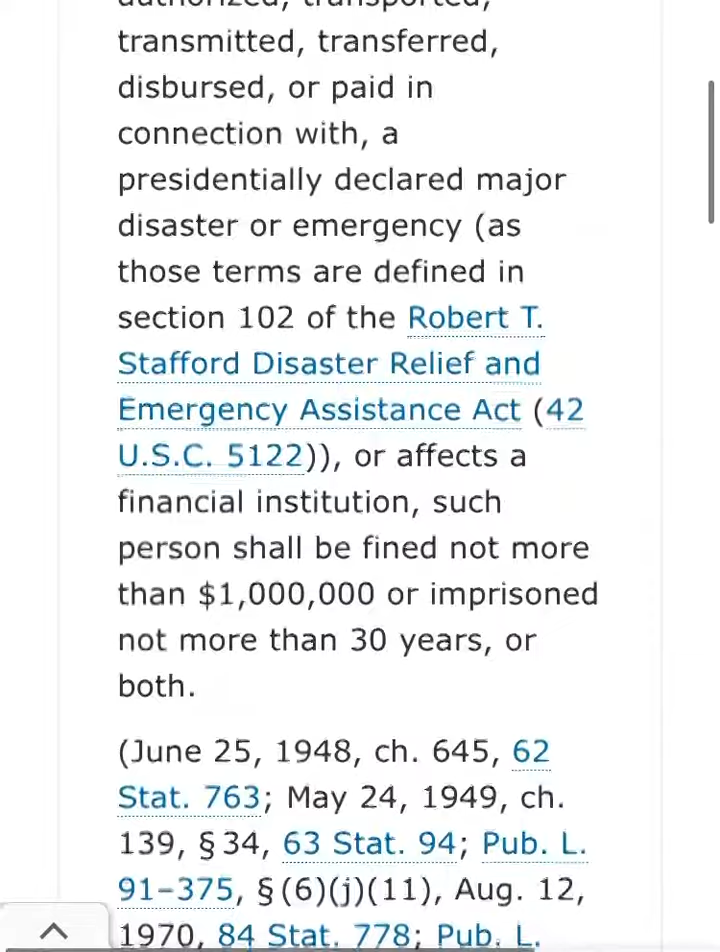 authorized, transported,
transmitted, transferred,
disbursed, or paid in
connection with, a
presidentially declared major
disaster or emergency (as
those terms are defined in
section 102 of the Robert T.
Stafford Disaster Relief and
Emergency Assistance Act (42
U.S.C. 5122)), or affects a
financial institution, such
person shall be fined not more
than $1,000,000 or imprisoned
not more than 30 years, or
both.
(June 25, 1948, ch. 645, 62
Stat. 763; May 24, 1949, ch.
139, § 34, 63 Stat. 94; Pub. L.
91–375, § (6)(j)(11), Aug. 12,
1970, 84 Stat. 778; Pub. L.